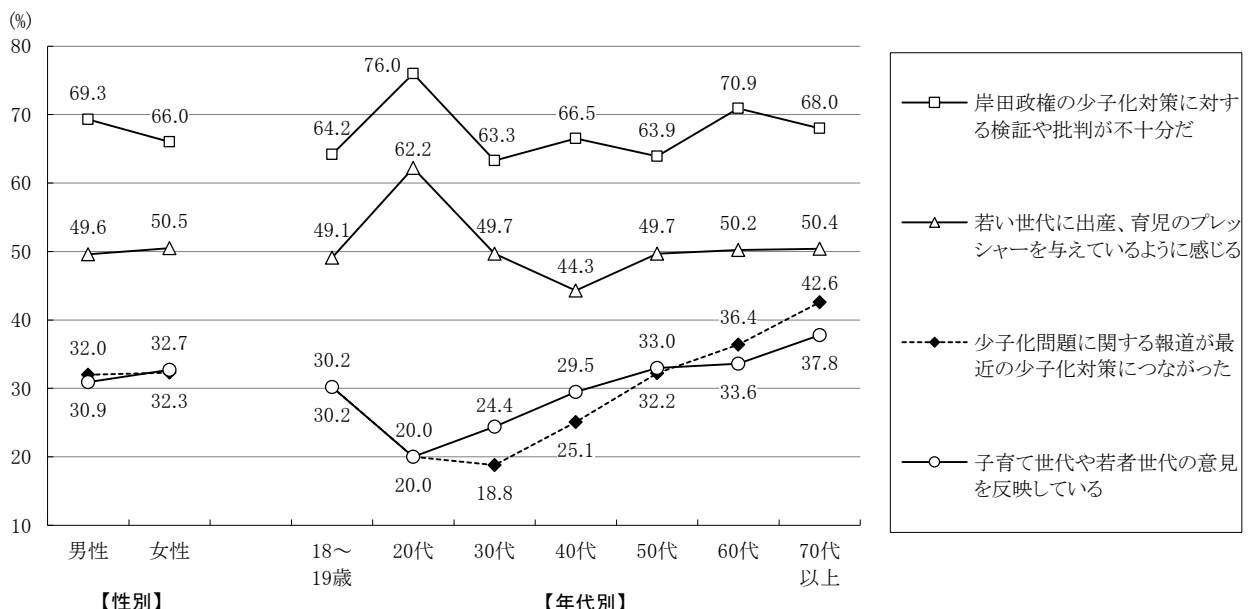 (%)
80
70
60
50
40
30
20
10
69.3
66.0
64.2
76.0
63.3
66.5
63.9
70.9
68.0
49.6
50.5
49.1
62.2
49.7
44.3
49.7
50.2
50.4
32.0
32.7
30.9
32.3
30.2
30.2
20.0
20.0
24.4
18.8
29.5
25.1
33.0
32.2
36.4
33.6
42.6
37.8
男性
女性
18～
19歳
20代
30代
40代
50代
60代
70代
以上
【性別】
【年代別】
岸田政権の少子化対策に対す
る検証や批判が不十分だ
若い世代に出産、育児のプレッ
シャーを与えているように感じる
少子化問題に関する報道が最
近の少子化対策につながった
子育て世代や若者世代の意見
を反映している